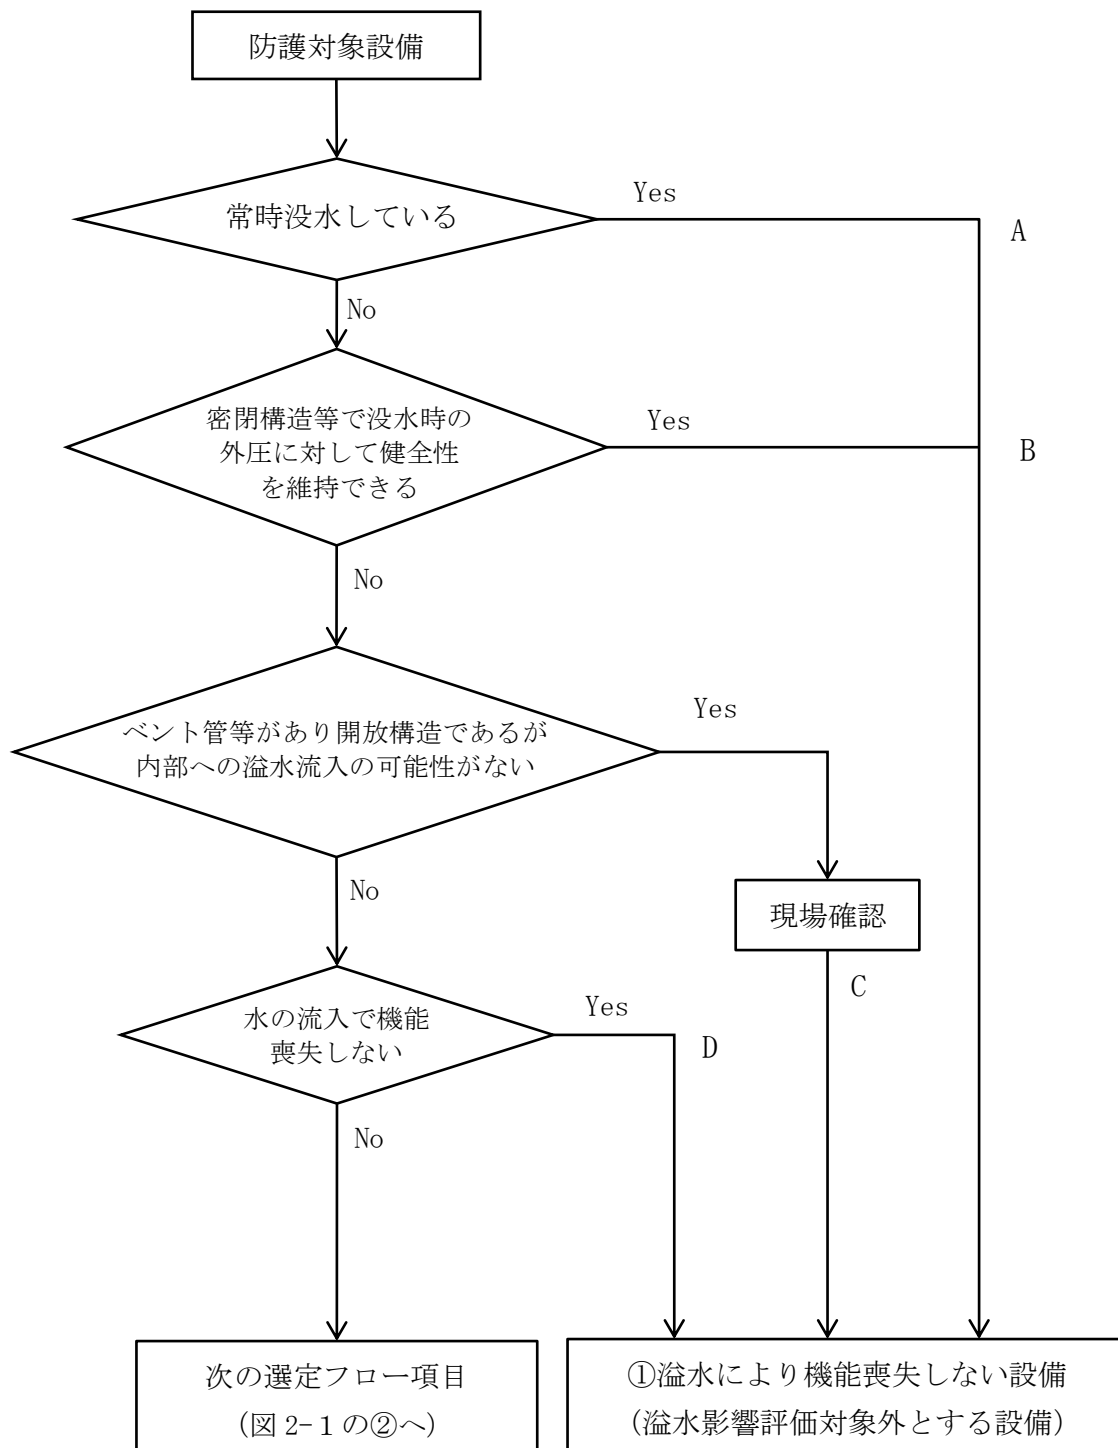 防護対象設備
常時没水している
Yes
A
No
密閉構造等で没水時の
外圧に対して健全性
を維持できる
Yes
B
No
ベント管等があり開放構造であるが
内部への溢水流入の可能性がない
Yes
No
現場確認
C
水の流入で機能
喪失しない
Yes
D
No
次の選定フロー項目
(図 2-1 の②へ)
①溢水により機能喪失しない設備
(溢水影響評価対象外とする設備)